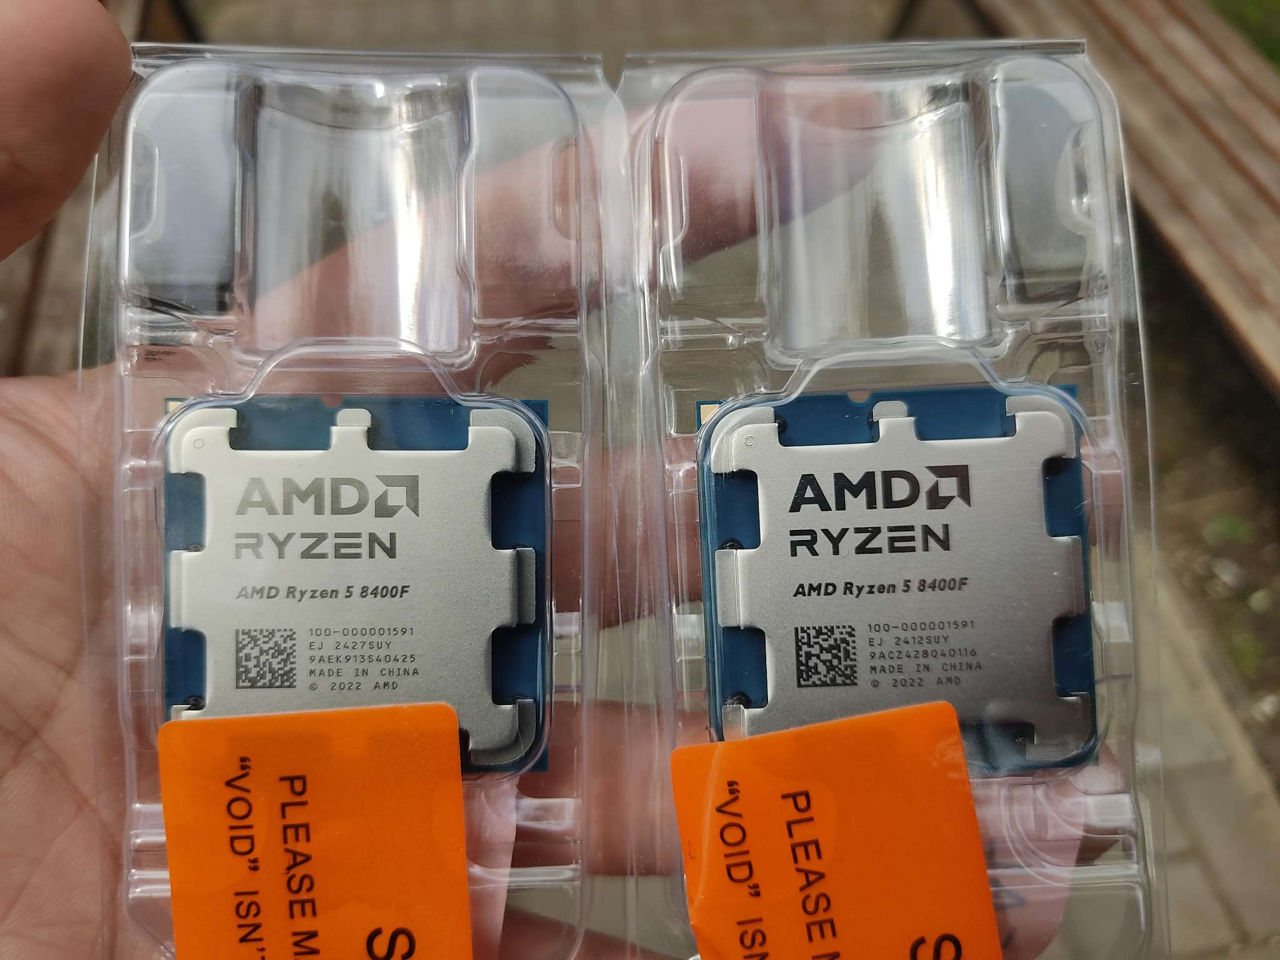 AMD
RYZEN
AMD Ryzen 5 8400F
100-000001591
EJ 2427SUY
9AEK913S40425
MADE IN CHINA
© 2022 AMD
PLEASE M
"VOID" ISN'
S
AMD
RYZEN
AMD Ryzen 5 8400F
100-000001591
EJ 2412SUY
9ACZ428040116
MADE IN CHINA
© 2022 AMD
PLEASE M
"VOID" ISN
S